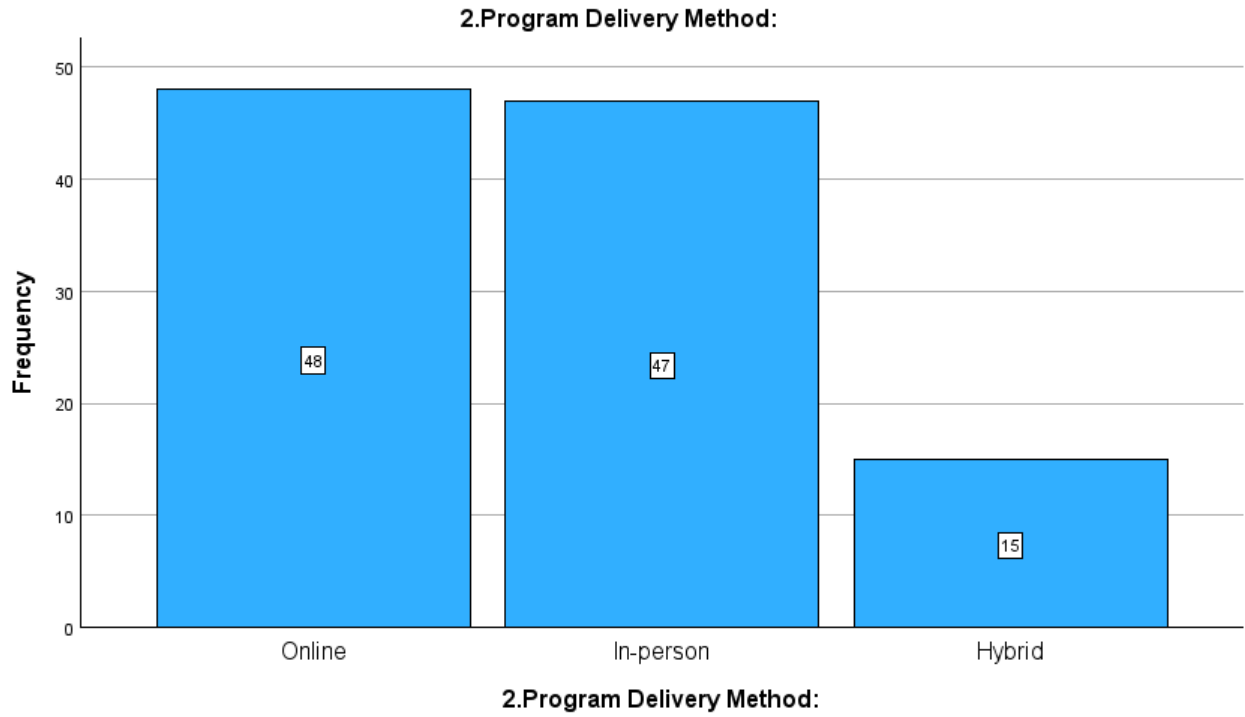 2.Program Delivery Method:
50
40
30
20
10
0
Frequency
48
47
15
Online
In-person
Hybrid
2.Program Delivery Method: